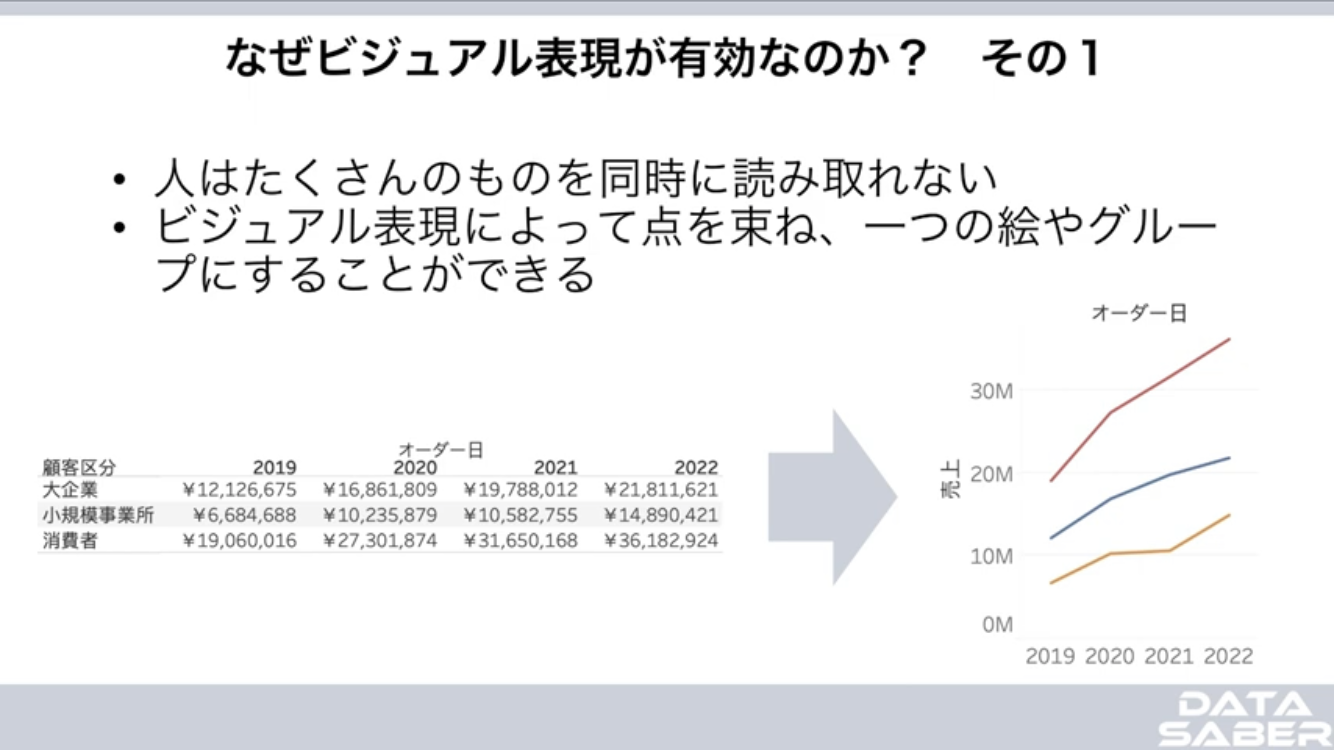 なぜビジュアル表現が有効なのか？　その１
• 人はたくさんのものを同時に読み取れない
• ビジュアル表現によって点を束ね、一つの絵やグルー
プにすることができる
オーダー日
顧客区分 2019 2020 2021 2022
大企業 ¥12,126,675 ¥16,861,809 ¥19,788,012 ¥21,811,621
小規模事業所 ¥6,684,688 ¥10,235,879 ¥10,582,755 ¥14,890,421
消費者 ¥19,060,016 ¥27,301,874 ¥31,650,168 ¥36,182,924
オーダー日
売上
30M
20M
10M
0M
2019 2020 2021 2022
DATA
SABER